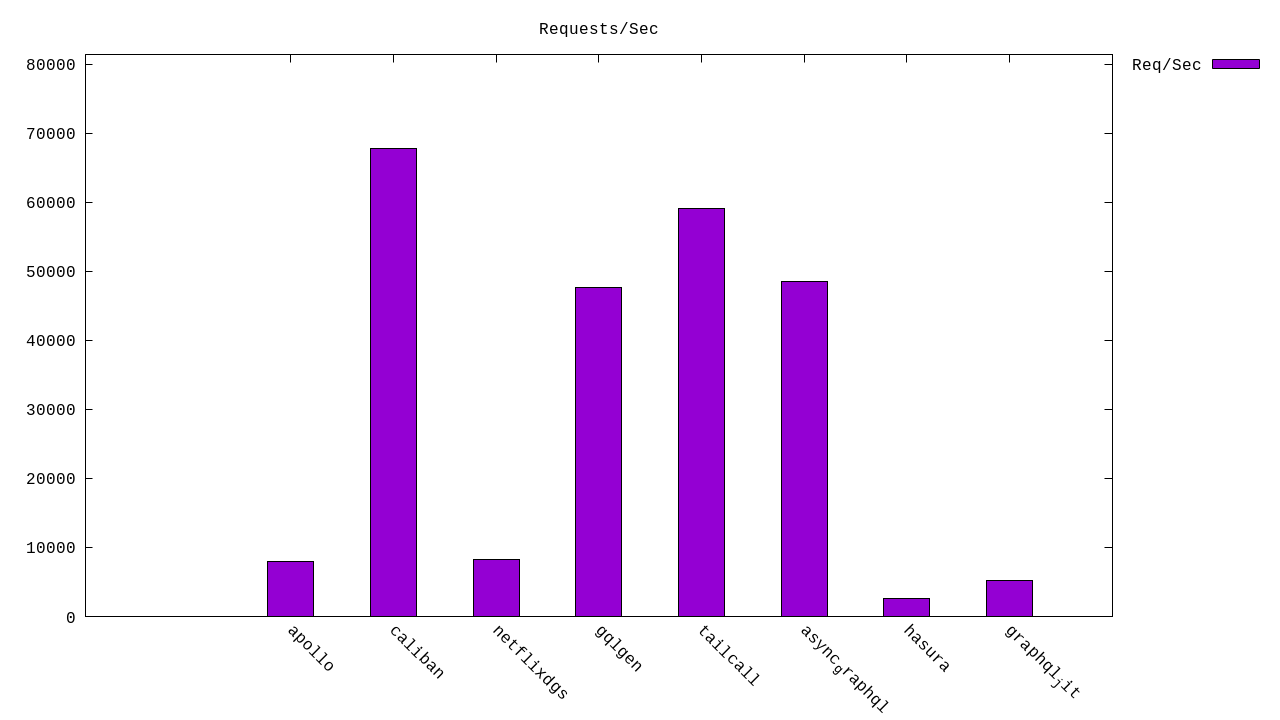 Requests/Sec
Req/Sec
80000
70000
60000
50000
40000
30000
20000
10000
0
apollo
caliban
netflixdgs
gqlgen
tailcall
async_graphql
hasura
graphql_jit